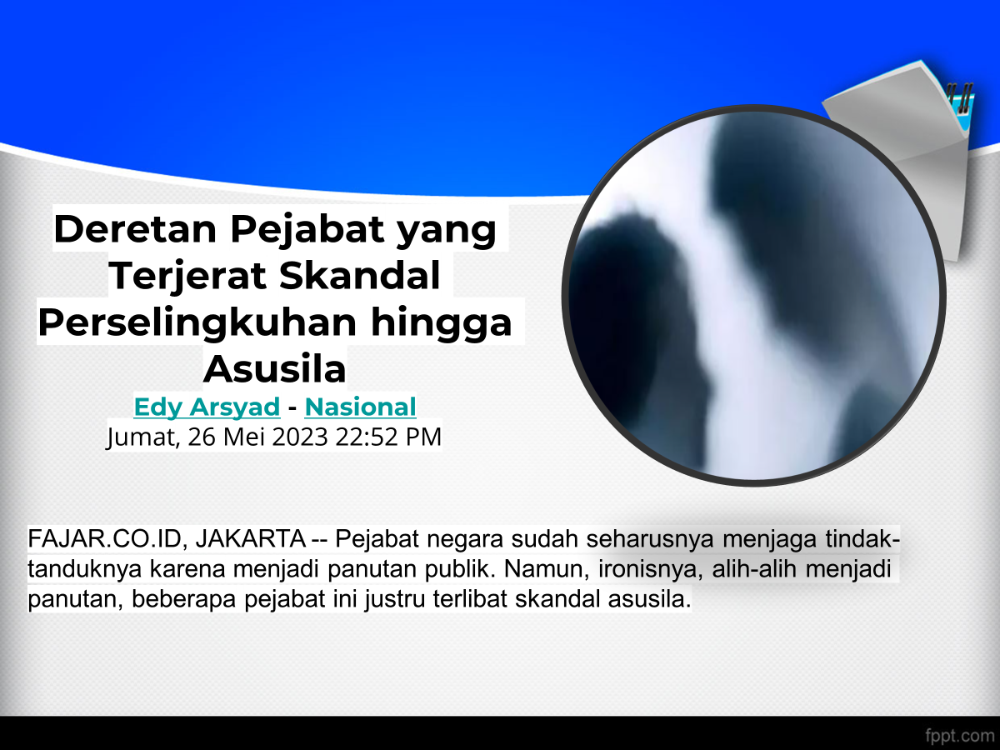 Deretan Pejabat yang
Terjerat Skandal
Perselingkuhan hingga
Asusila
Edy Arsyad - Nasional
Jumat, 26 Mei 2023 22:52 PM
FAJAR.CO.ID, JAKARTA -- Pejabat negara sudah seharusnya menjaga tindak-
tanduknya karena menjadi panutan publik. Namun, ironisnya, alih-alih menjadi
panutan, beberapa pejabat ini justru terlibat skandal asusila.
fppt.com